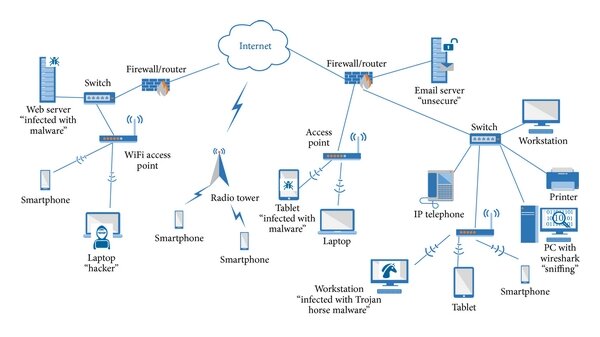 Internet
Firewall/router
Firewall/router
Switch
Web server
“infected with
malware”
Email server
“unsecure”
WiFi access
point
Access
point
Switch
Workstation
Smartphone
Radio tower
Tablet
“infected with
malware”
Laptop
IP telephone
Printer
Laptop
“hacker”
Smartphone
Smartphone
PC with
wireshark
“sniffing”
Workstation
“infected with Trojan
horse malware”
Tablet
Smartphone